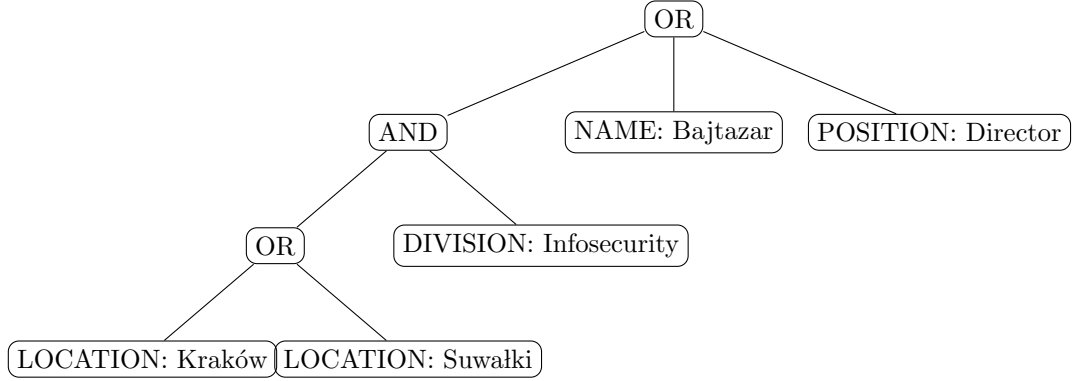 OR
AND
NAME: Bajtazar
POSITION: Director
OR
DIVISION: Infosecurity
LOCATION: Kraków
LOCATION: Suwałki